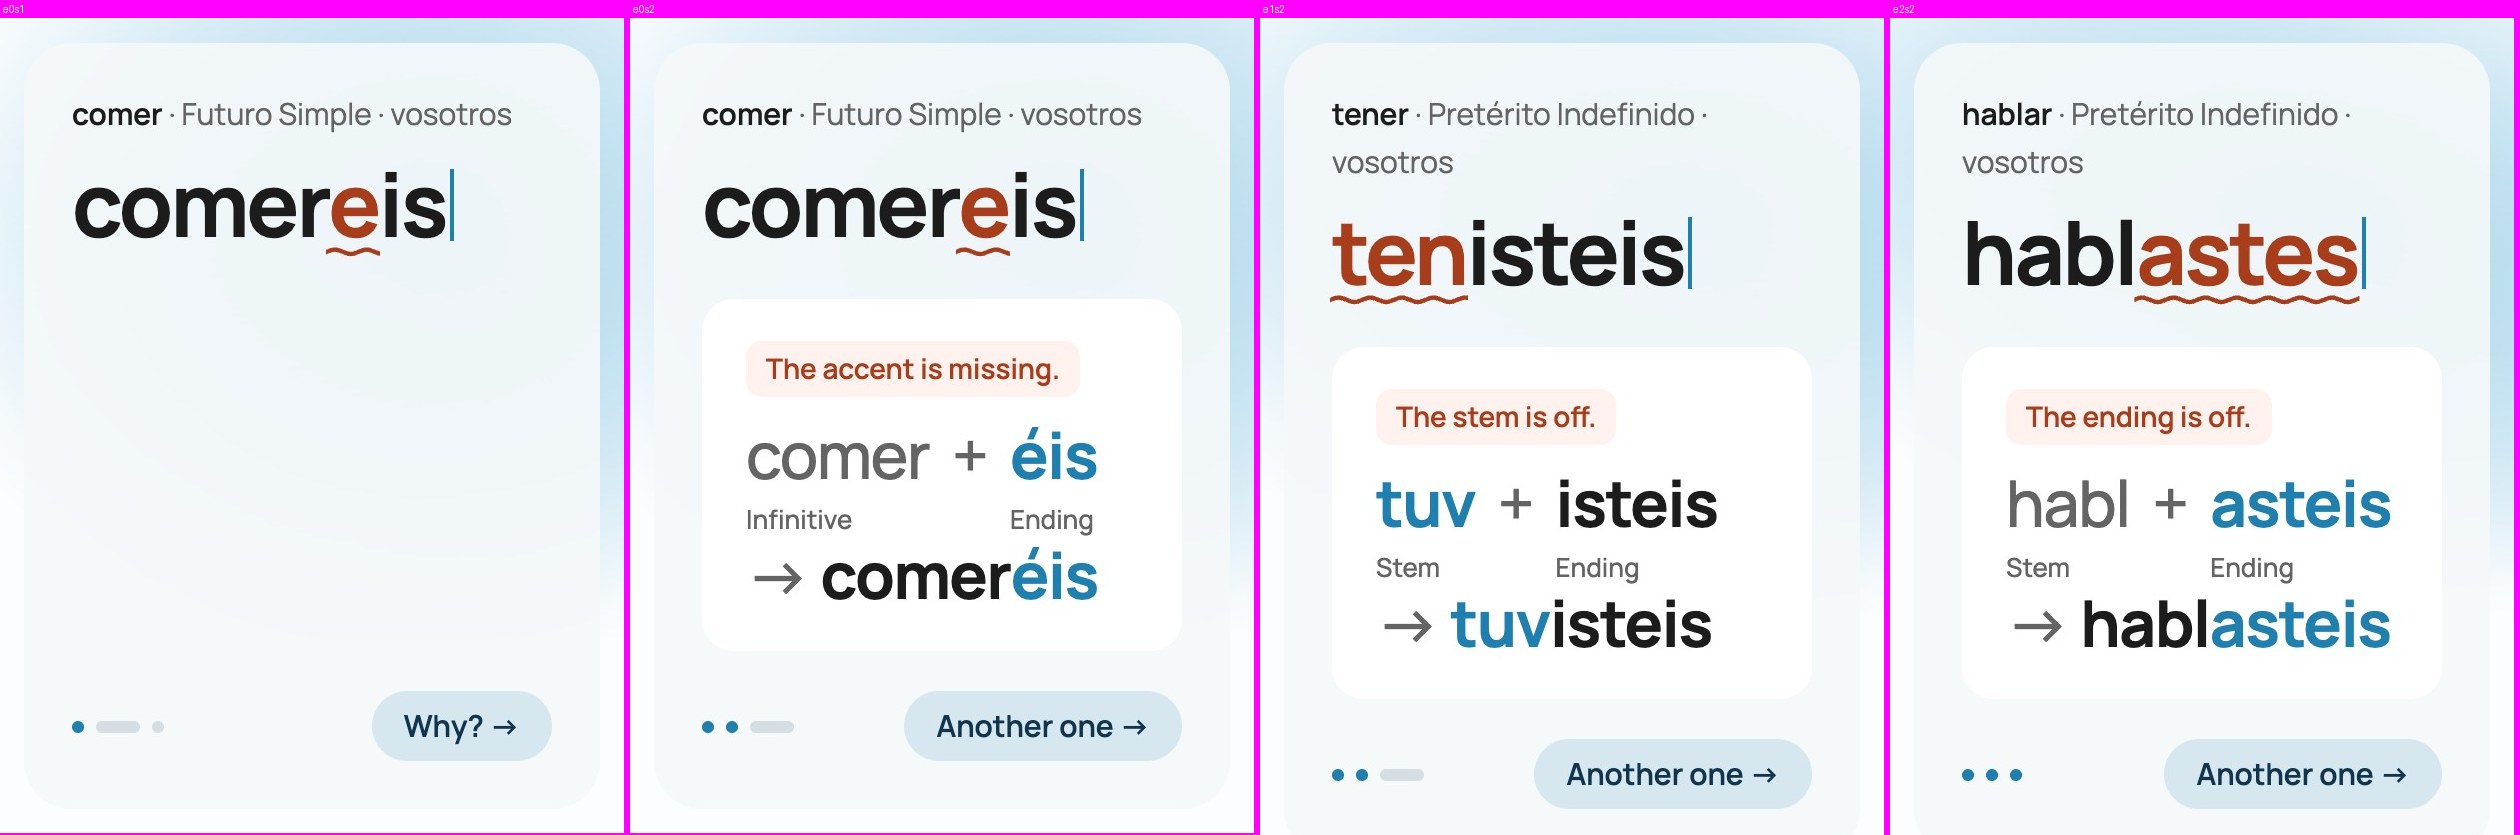 e0s1
comer · Futuro Simple · vosotros
comereis
Why? →
e0s2
comer · Futuro Simple · vosotros
comereis
The accent is missing.
comer + éis
Infinitive Ending
→ comeréis
Another one →
e1s2
tener · Pretérito Indefinido ·
vosotros
tenisteis
The stem is off.
tuv + isteis
Stem Ending
→ tuvisteis
Another one →
e2s2
hablar · Pretérito Indefinido ·
vosotros
hablastes
The ending is off.
habl + asteis
Stem Ending
→ hablasteis
Another one →